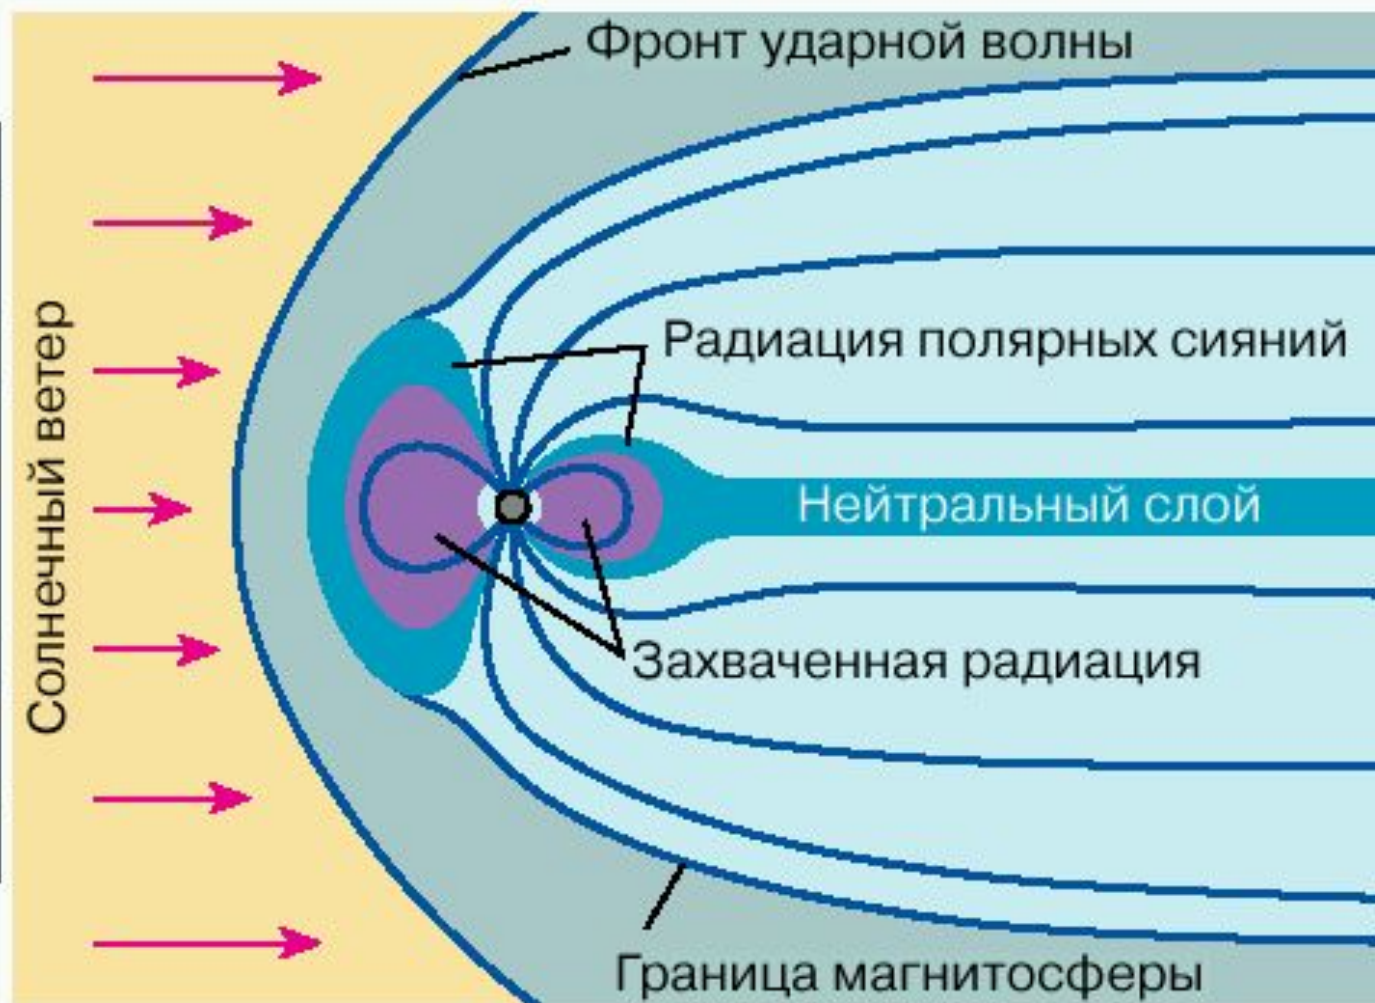 Фронт ударной волны
Солнечный ветер
Радиация полярных сияний
Нейтральный слой
Захваченная радиация
Граница магнитосферы